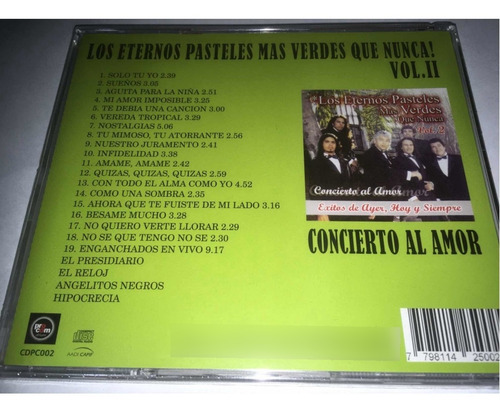 LOS ETERNOS PASTELES MAS VERDES QUE NUNCA!
VOL.II
1. SOLO TU YO 2.39
2. SUEÑOS 3.05
3. AGUITA PARA LA NIÑA 2.51
4. MI AMOR IMPOSIBLE 3.25
5. TE DEBIA UNA CANCION 3.00
6. VEREDA TROPICAL 3.29
7. NOSTALGIAS 5.06
8. TU MIMOSO, TU ATORRANTE 2.56
9. NUESTRO JURAMENTO 2.41
10. INFIDELIDAD 3.38
11. AMAME, AMAME 2.42
12. QUIZAS, QUIZAS, QUIZAS 2.59
13. CON TODO EL ALMA COMO YO 4.52
14. COMO UNA SOMBRA 2.35
15. AHORA QUE TE FUISTE DE MI LADO 3.16
16. BESAME MUCHO 3.28
17. NO QUIERO VERTE LLORAR 2.29
18. NO SE QUE TENGO NO SE 2.30
19. ENGANCHADOS EN VIVO 9.17
EL PRESIDIARIO
EL RELOJ
ANGELITOS NEGROS
HIPOCRECIA
Los Eternos Pasteles
Mas Verdes
Que Nunca
Vol. 2
Concierto al Amor
Exitos de Ayer, Hoy y Siempre
CONCIERTO AL AMOR
CDPC002
7 798114 25002